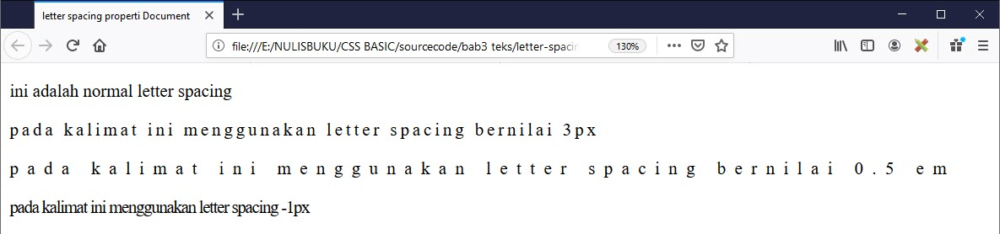 letter spacing properti Document
file:///E:/NULISBUKU/CSS BASIC/sourcecode/bab3 teks/letter-spacin 130%
ini adalah normal letter spacing
pada kalimat ini menggunakan letter spacing bernilai 3px
pada kalimat ini menggunakan letter spacing bernilai 0.5 em
pada kalimat ini menggunakan letter spacing -1px